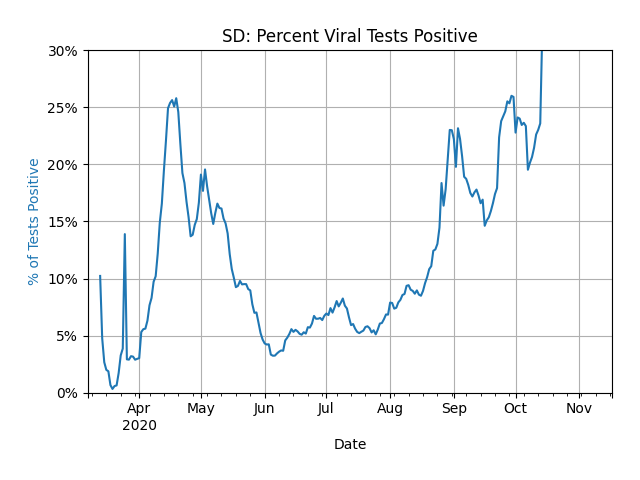 SD: Percent Viral Tests Positive
30%
25%
20%
15%
10%
5%
0%
% of Tests Positive
Apr May Jun Jul Aug Sep Oct Nov
2020
Date